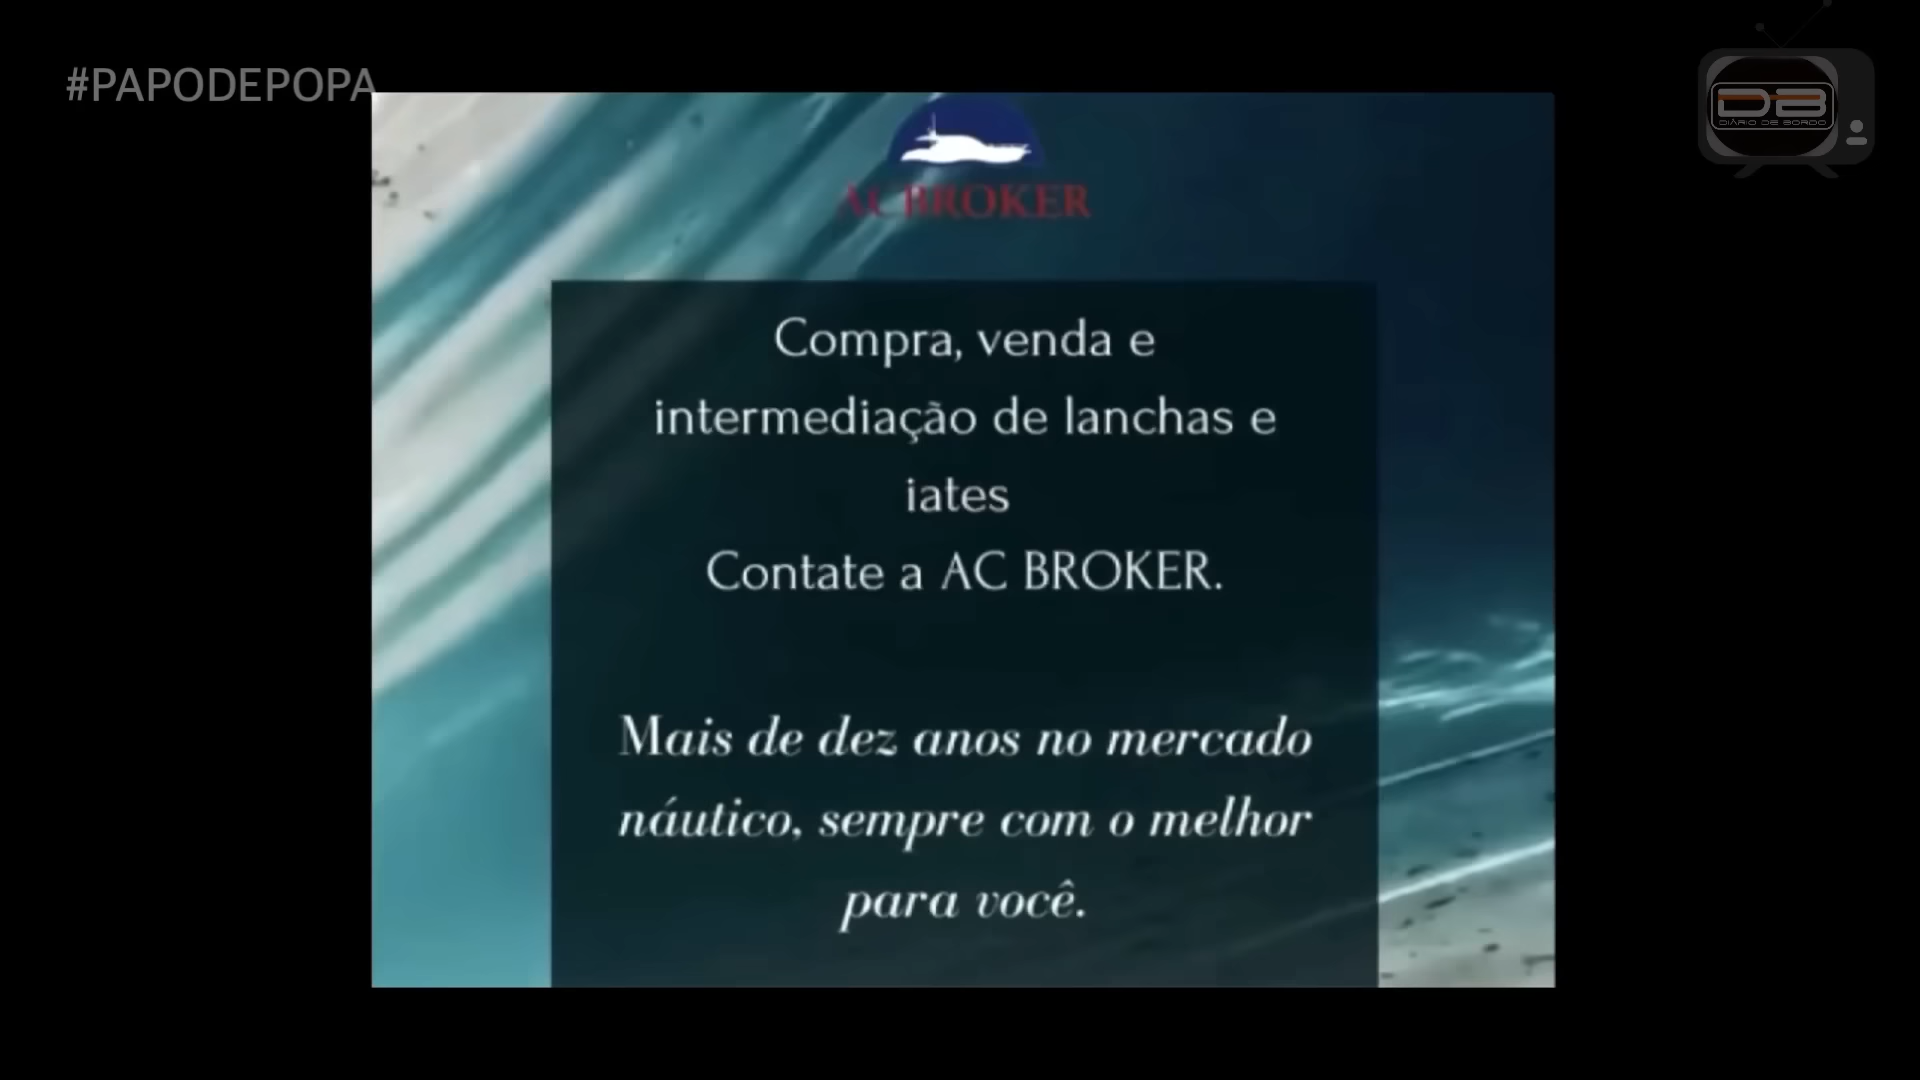 #PAPODEPOPA
DB
DIÁRIO DE BORDO
AC BROKER
Compra, venda e
intermediação de lanchas e
iates
Contate a AC BROKER.
Mais de dez anos no mercado
náutico, sempre com o melhor
para você.